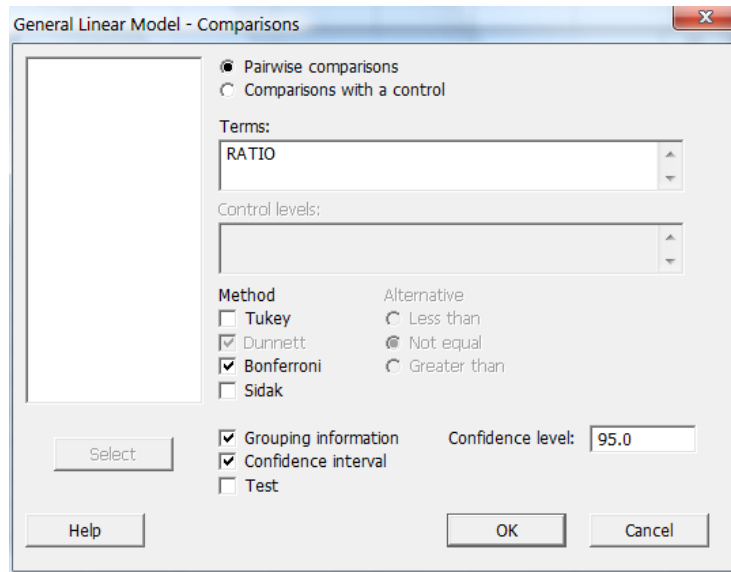 General Linear Model - Comparisons
Pairwise comparisons
Comparisons with a control
Terms:
RATIO
Control levels:
Method Alternative
Tukey Less than
Dunnett Not equal
Bonferroni Greater than
Sidak
Select
Grouping information Confidence level: 95.0
Confidence interval
Test
Help OK Cancel